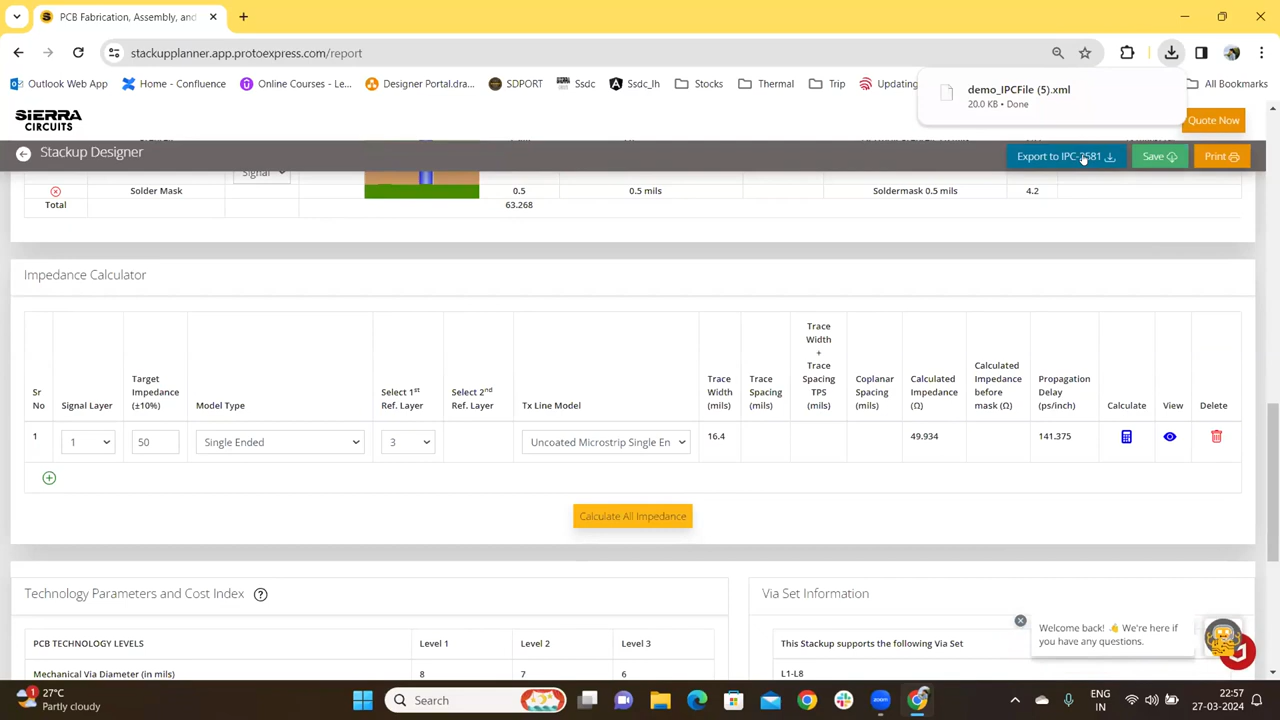 PCB Fabrication, Assembly, and
stackupplanner.app.protoexpress.com/report
Outlook Web App
Home - Confluence
Online Courses - Le...
Designer Portal.dra...
SDPORT
Ssdc
Ssdc_lh
Stocks
Thermal
Trip
Updating
All Bookmarks
demo_IPCFile (5).xml
20.0 KB • Done
SIERRA
CIRCUITS
Quote Now
Stackup Designer
Export to IPC-2581
Save
Print
Signal
Solder Mask
0.5
0.5 mils
Soldermask 0.5 mils
4.2
Total
63.268
Impedance Calculator
Sr No
Signal Layer
Target Impedance (±10%)
Model Type
Select 1st Ref. Layer
Select 2nd Ref. Layer
Tx Line Model
Trace Width (mils)
Trace Spacing (mils)
Trace Width + Trace Spacing TPS (mils)
Coplanar Spacing (mils)
Calculated Impedance (Ω)
Calculated Impedance before mask (Ω)
Propagation Delay (ps/inch)
Calculate
View
Delete
1
1
50
Single Ended
3
Uncoated Microstrip Single En
16.4
49.934
141.375
Calculate All Impedance
Technology Parameters and Cost Index
Via Set Information
PCB TECHNOLOGY LEVELS
Level 1
Level 2
Level 3
This Stackup supports the following Via Set
Mechanical Via Diameter (in mils)
8
7
6
L1-L8
Welcome back! 👋 We're here if
you have any questions.
1
27°C
Partly cloudy
Search
zoom
ENG
IN
22:57
27-03-2024